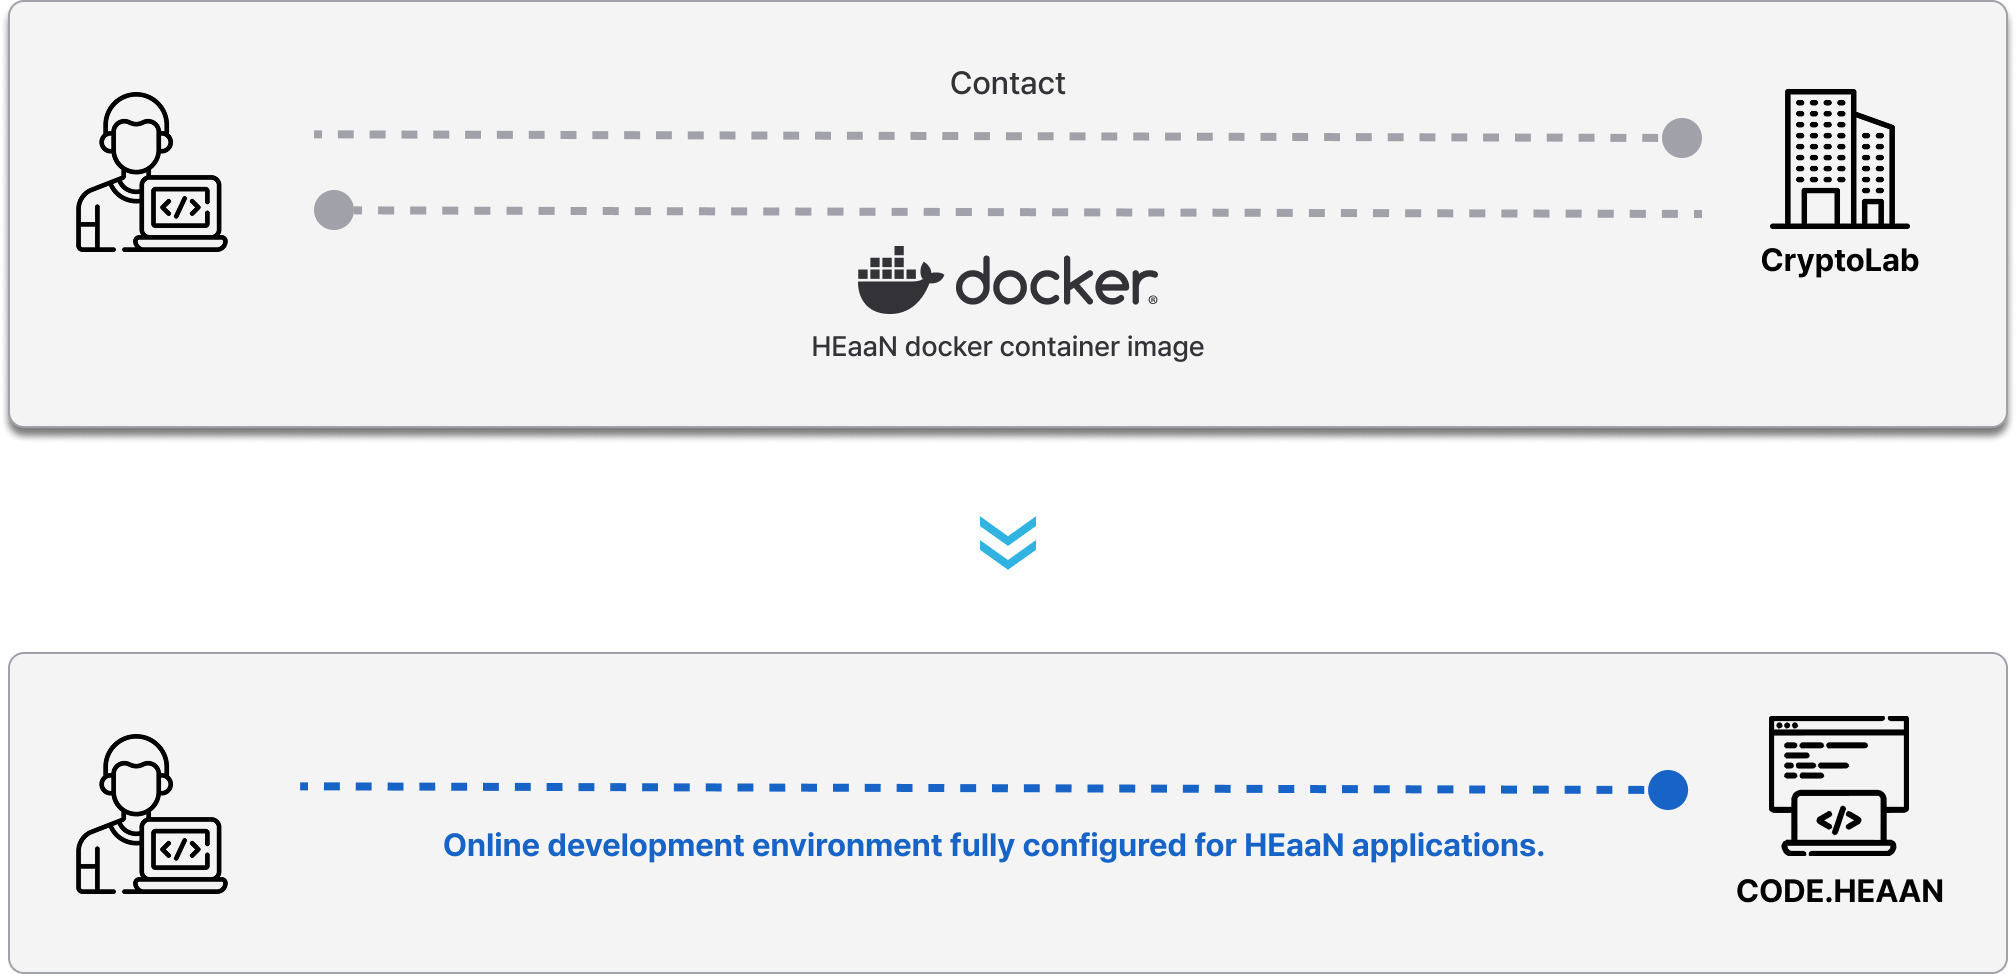 Contact
docker®
HEaaN docker container image
CryptoLab
Online development environment fully configured for HEaaN applications.
CODE.HEAAN